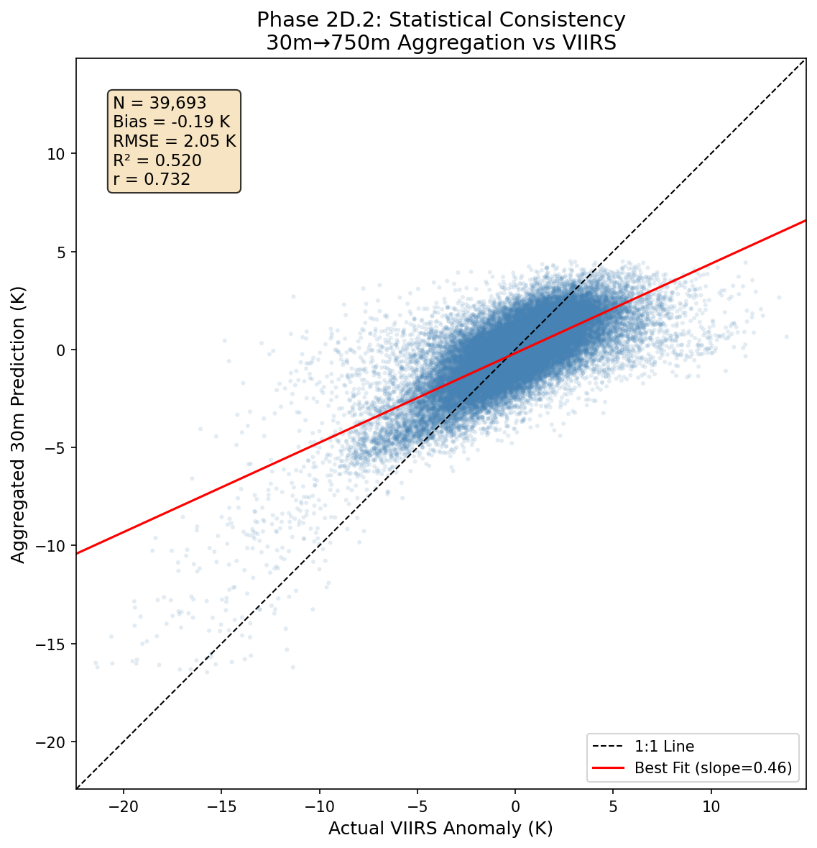 Phase 2D.2: Statistical Consistency
30m→750m Aggregation vs VIIRS
N = 39,693
Bias = -0.19 K
RMSE = 2.05 K
R² = 0.520
r = 0.732
10
5
0
−5
−10
−15
−20
Aggregated 30m Prediction (K)
1:1 Line
Best Fit (slope=0.46)
−20
−15
−10
−5
0
5
10
Actual VIIRS Anomaly (K)